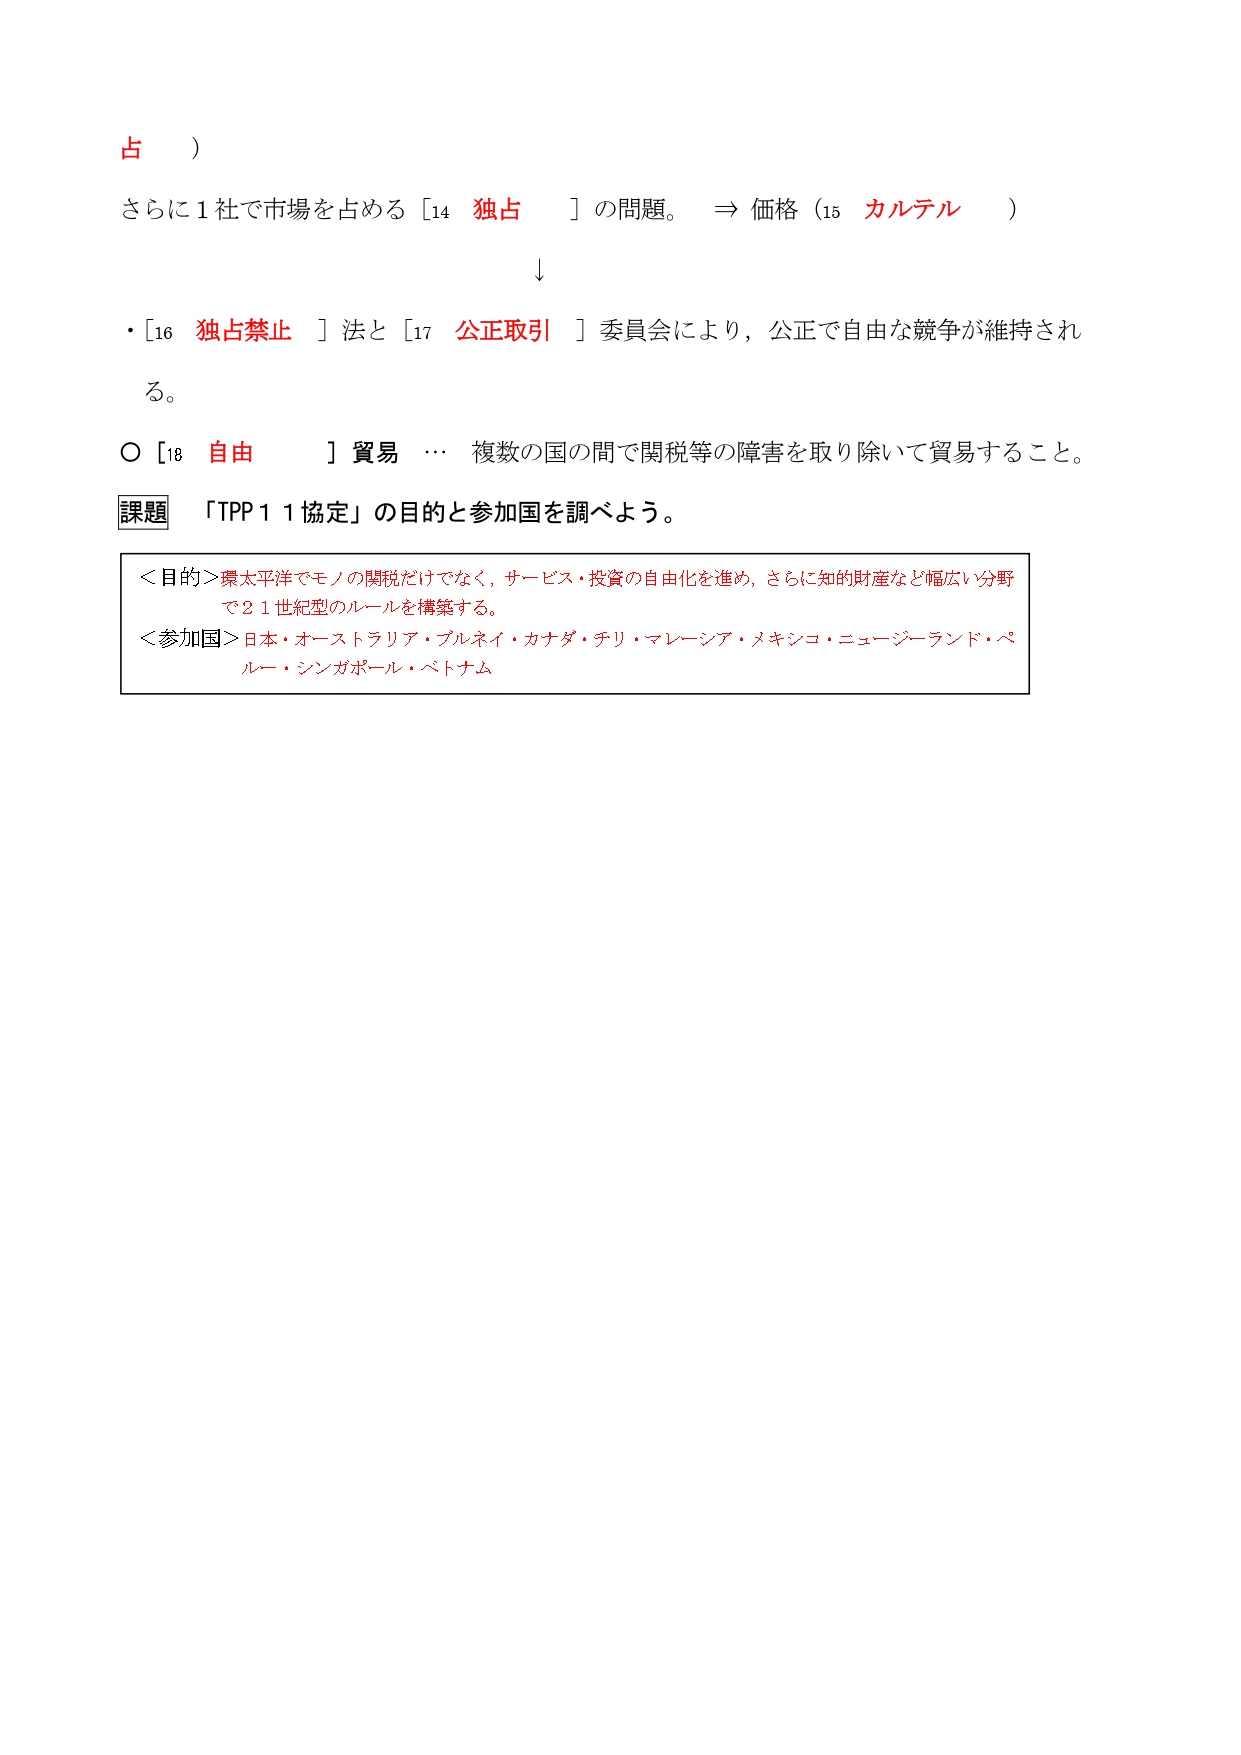 占　　）
さらに１社で市場を占める［14　独占　　］の問題。　⇒ 価格（15　カルテル　　）
↓
・［16　独占禁止　］法と［17　公正取引　］委員会により，公正で自由な競争が維持され
る。
〇［18　自由　　　］貿易　…　複数の国の間で関税等の障害を取り除いて貿易すること。
課題　「TPP１１協定」の目的と参加国を調べよう。
＜目的＞環太平洋でモノの関税だけでなく，サービス・投資の自由化を進め，さらに知的財産など幅広い分野
で２１世紀型のルールを構築する。
＜参加国＞日本・オーストラリア・ブルネイ・カナダ・チリ・マレーシア・メキシコ・ニュージーランド・ペ
ルー・シンガポール・ベトナム